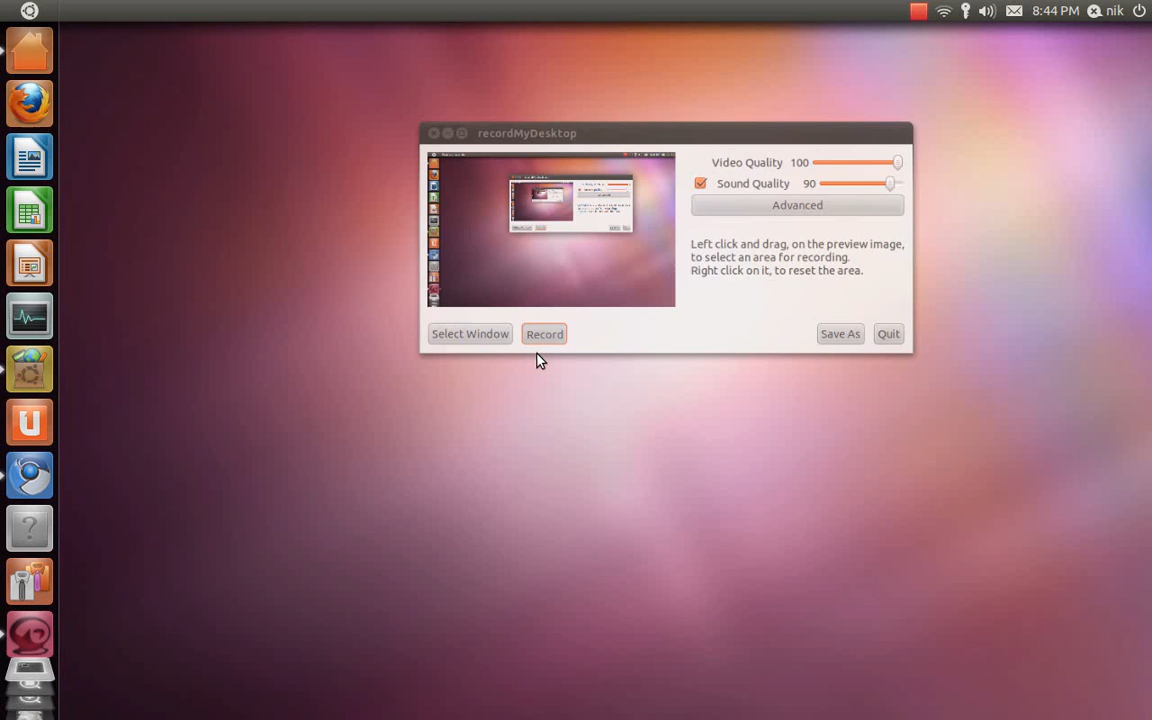 8:44 PM nik
recordMyDesktop
Video Quality 100
Sound Quality 90
Advanced
Left click and drag, on the preview image,
to select an area for recording.
Right click on it, to reset the area.
Select Window Record Save As Quit
U
?